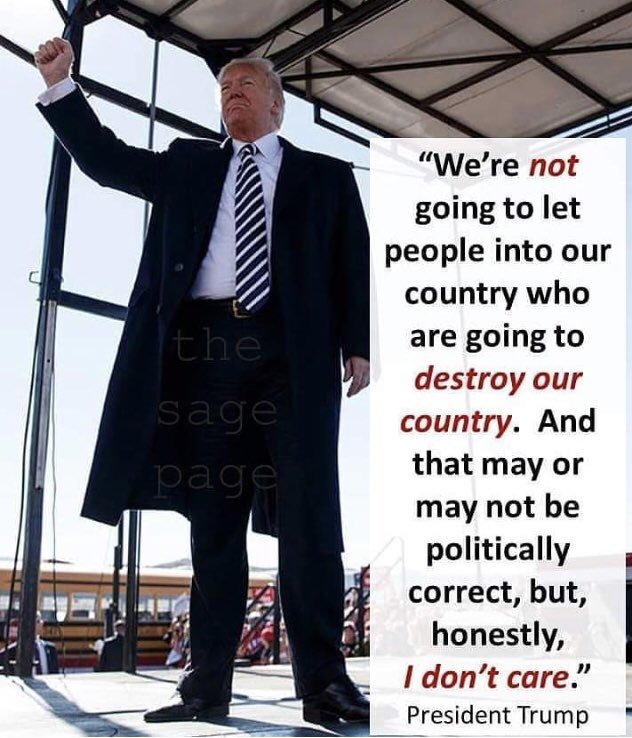 “We’re not
going to let
people into our
country who
are going to
destroy our
country.  And
that may or
may not be
politically
correct, but,
honestly,
I don’t care.”
President Trump
the
sage
page